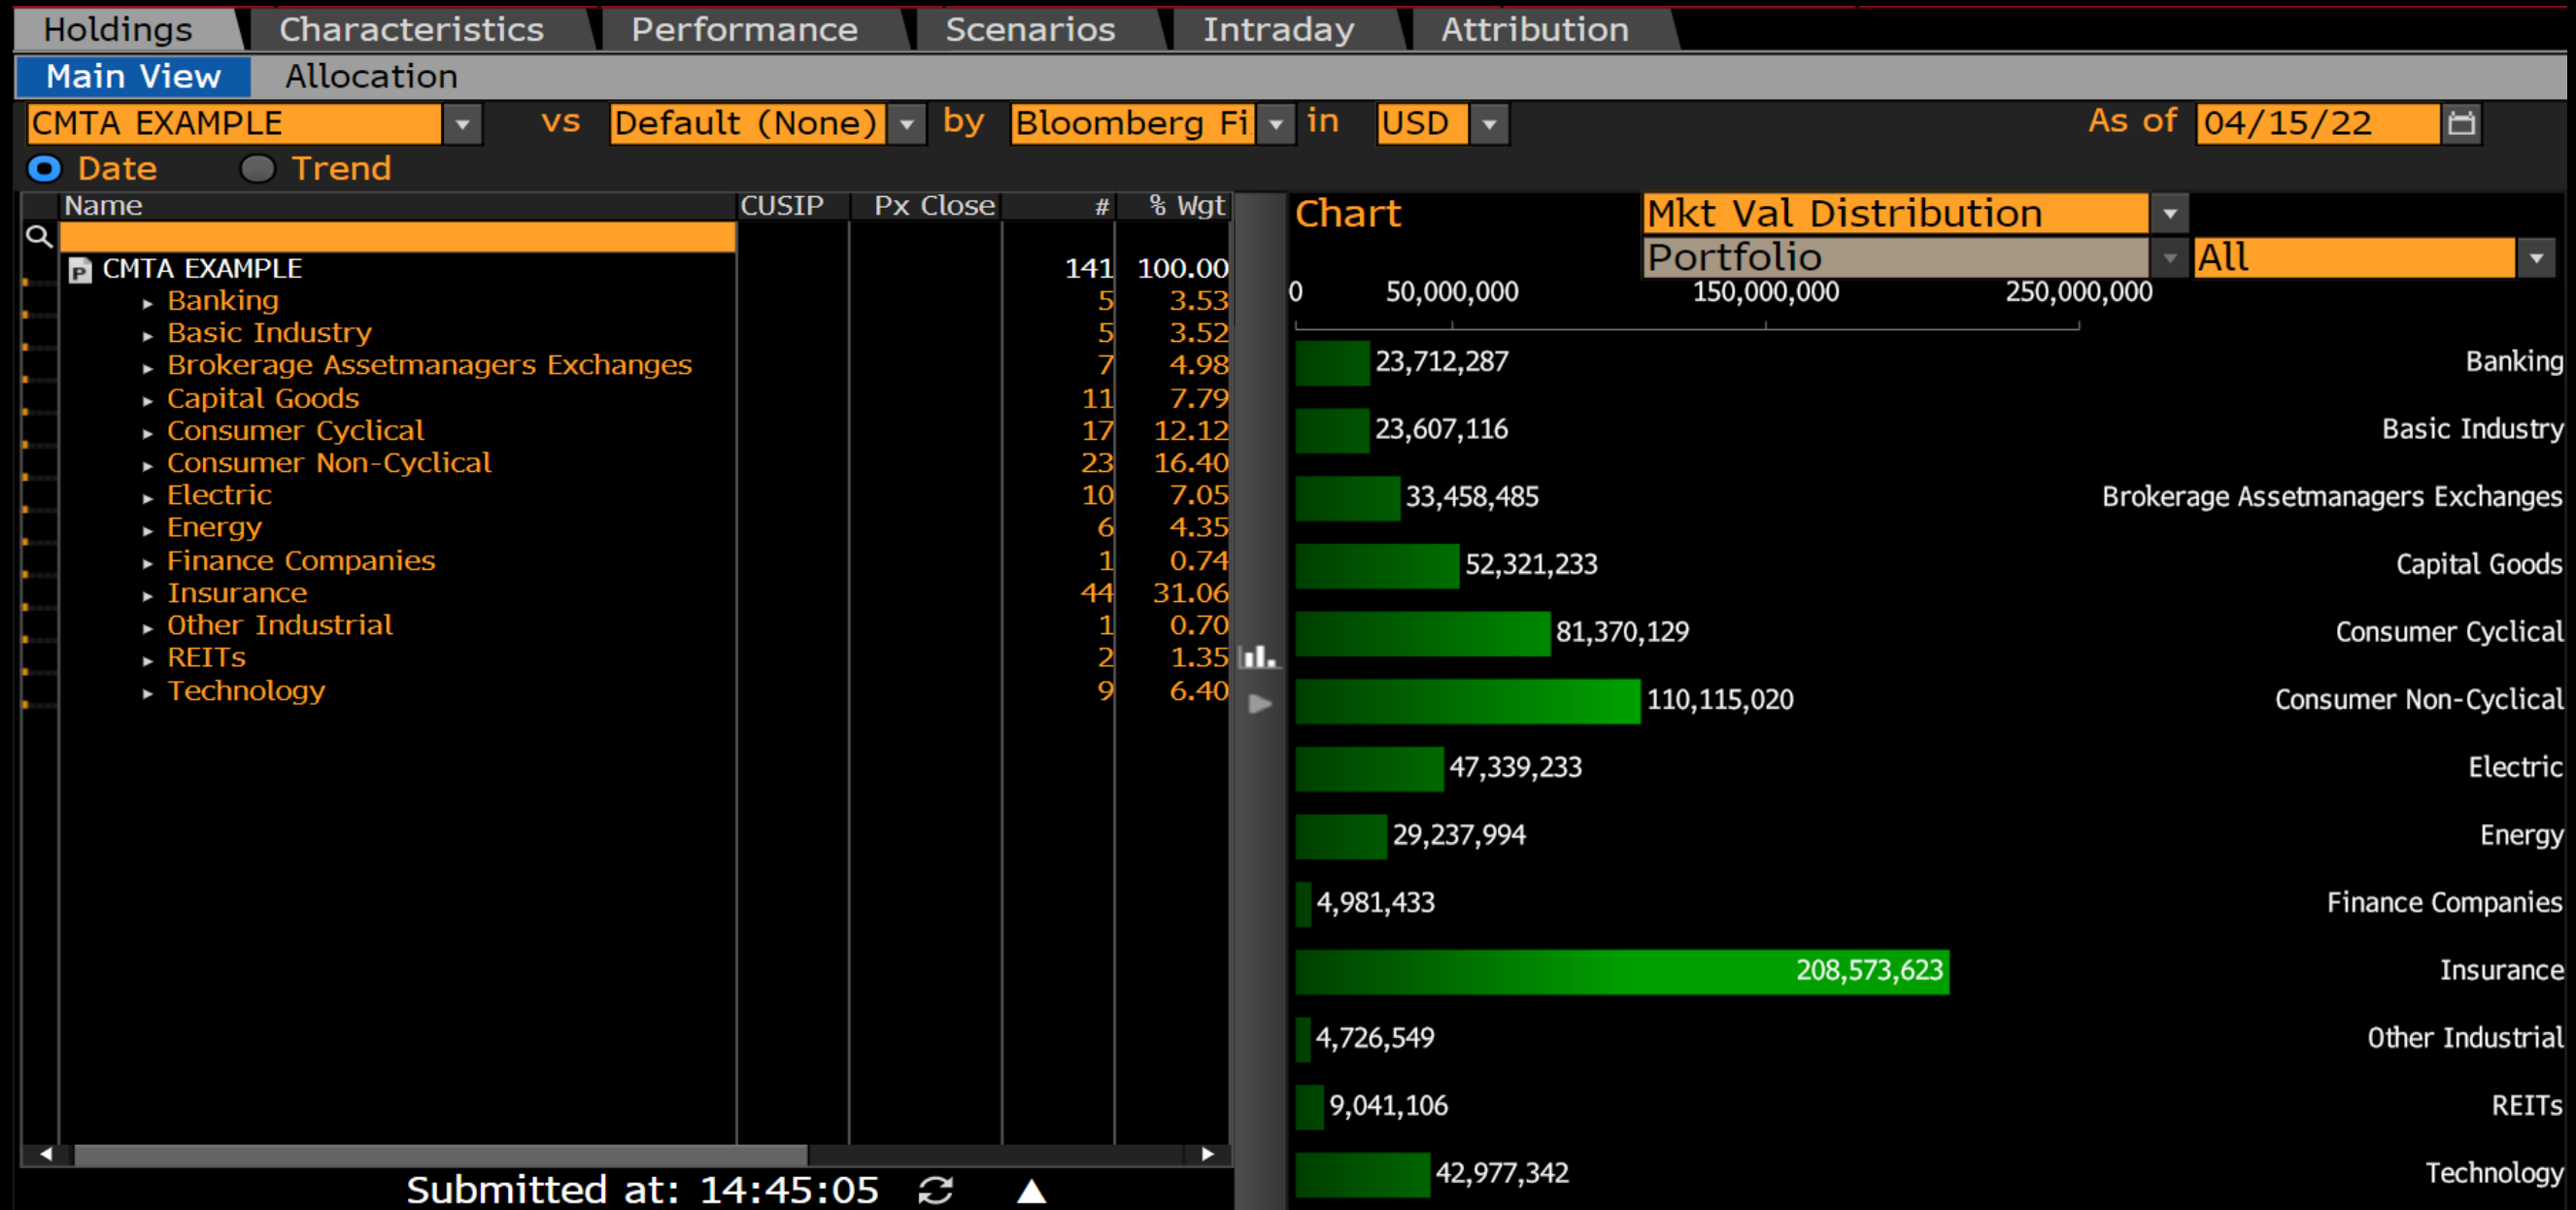 Holdings Characteristics Performance Scenarios Intraday Attribution
Main View Allocation
CMTA EXAMPLE vs Default (None) by Bloomberg Fi in USD As of 04/15/22
Date Trend
Name CUSIP Px Close # % Wgt
CMTA EXAMPLE 141 100.00
Banking 5 3.53
Basic Industry 5 3.52
Brokerage Assetmanagers Exchanges 7 4.98
Capital Goods 11 7.79
Consumer Cyclical 17 12.12
Consumer Non-Cyclical 23 16.40
Electric 10 7.05
Energy 6 4.35
Finance Companies 1 0.74
Insurance 44 31.06
Other Industrial 1 0.70
REITs 2 1.35
Technology 9 6.40
Submitted at: 14:45:05
Chart Mkt Val Distribution
Portfolio All
0 50,000,000 150,000,000 250,000,000
23,712,287 Banking
23,607,116 Basic Industry
33,458,485 Brokerage Assetmanagers Exchanges
52,321,233 Capital Goods
81,370,129 Consumer Cyclical
110,115,020 Consumer Non-Cyclical
47,339,233 Electric
29,237,994 Energy
4,981,433 Finance Companies
208,573,623 Insurance
4,726,549 Other Industrial
9,041,106 REITs
42,977,342 Technology